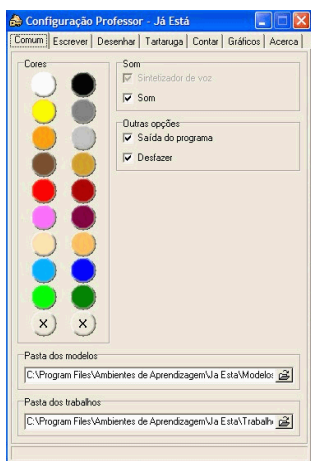 Configuração Professor - Já Está
Comum Escrever Desenhar Tartaruga Contar Gráficos Acerca
Cores
Som
Sintetizador de voz
Som
Outras opções
Saída do programa
Desfazer
X X
Pasta dos modelos
C:\Program Files\Ambientes de Aprendizagem\Ja Esta\Modelos
Pasta dos trabalhos
C:\Program Files\Ambientes de Aprendizagem\Ja Esta\Trabalh